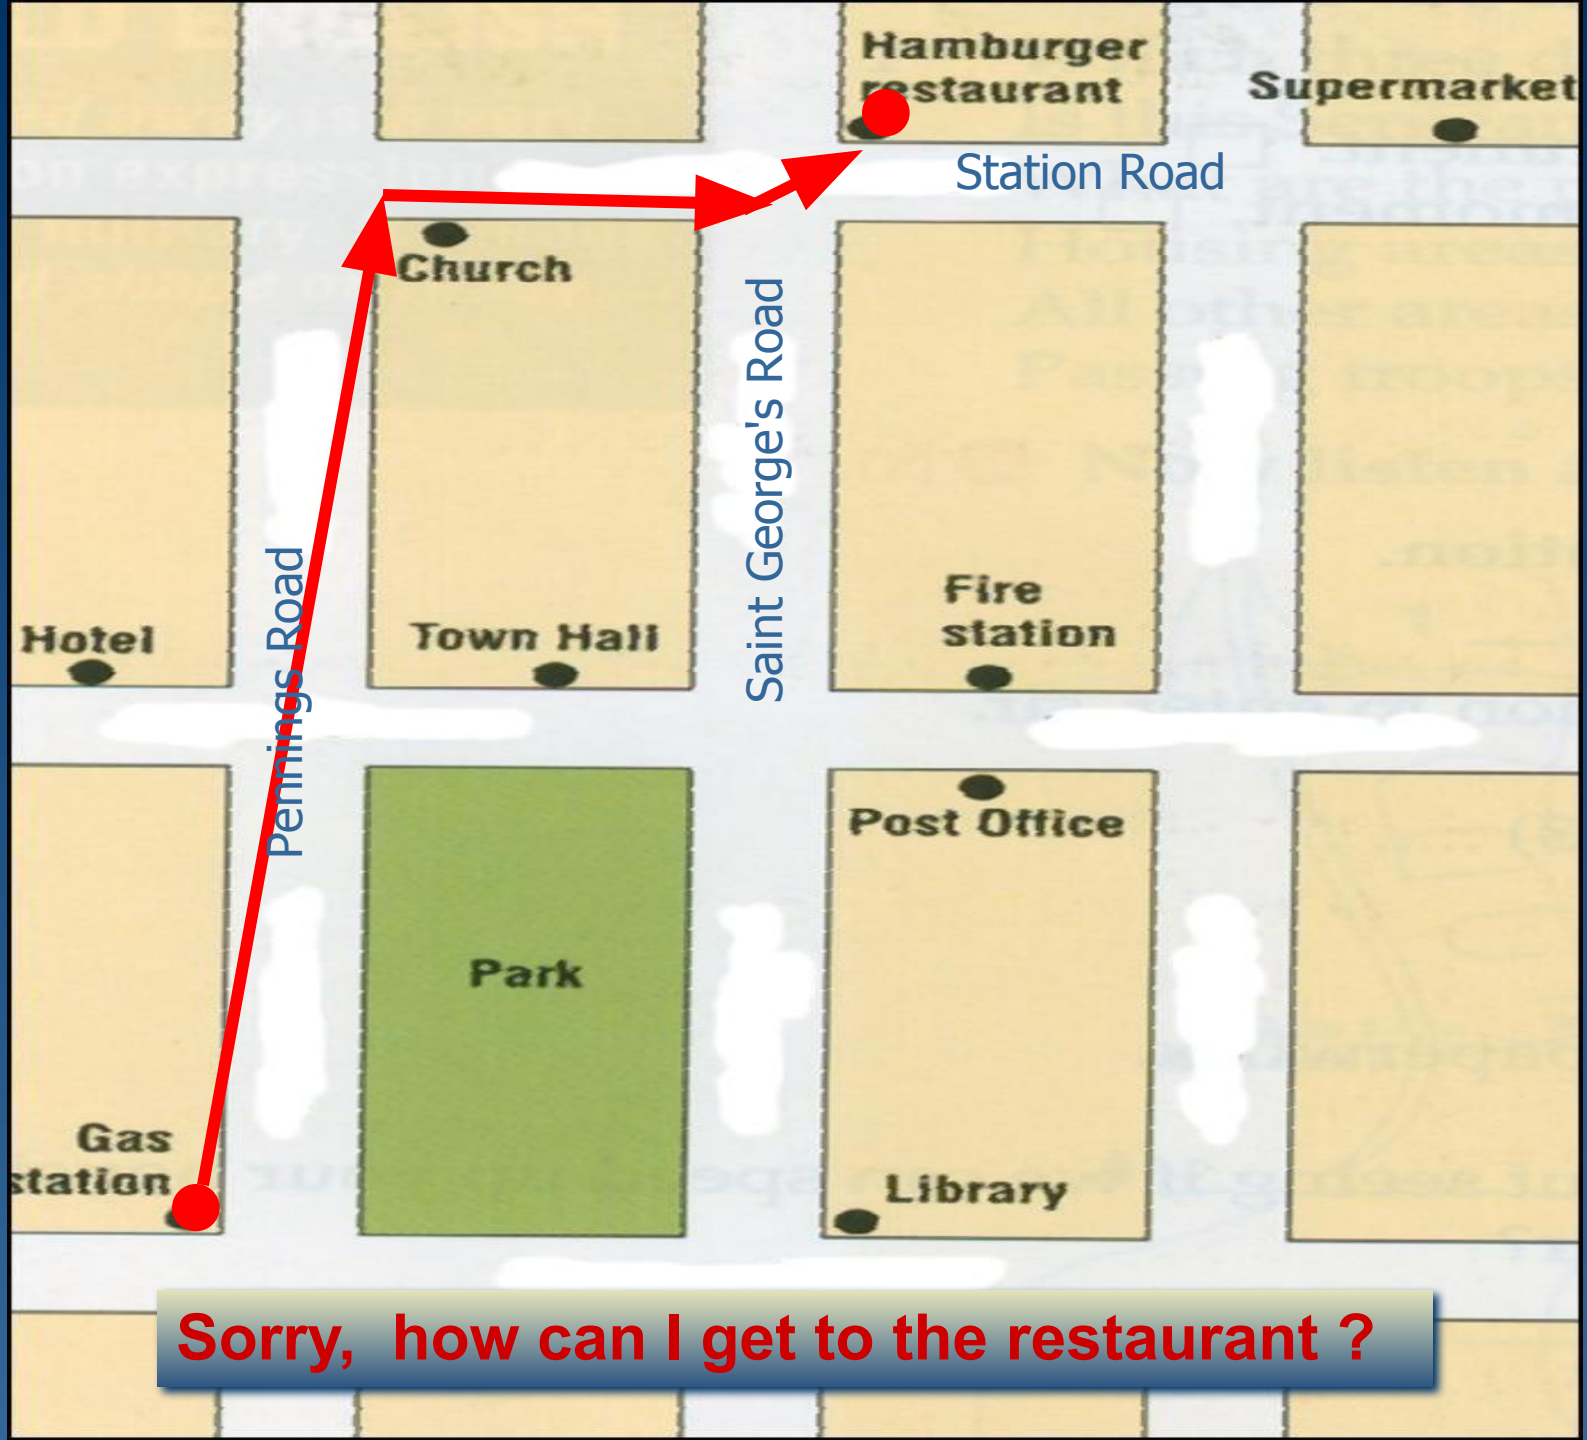 Hamburger
restaurant
Supermarket
Station Road
Church
Saint George's Road
Pennings Road
Hotel
Town Hall
Fire
station
Post Office
Park
Gas
station
Library
Sorry, how can I get to the restaurant ?